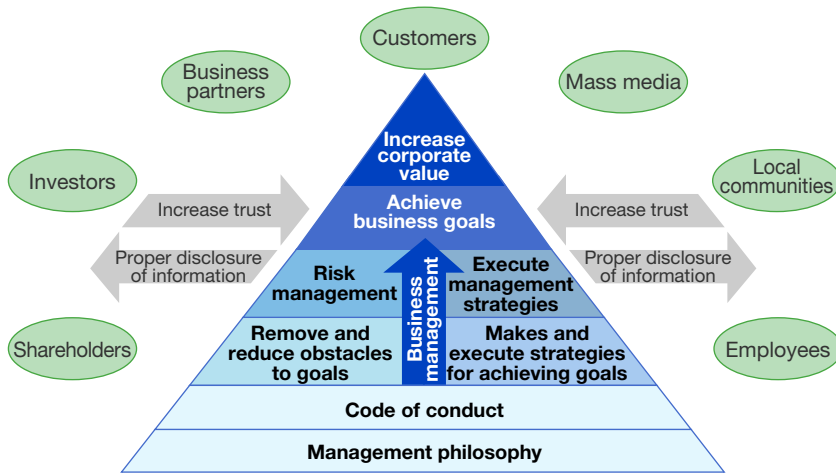 Customers
Business
partners
Mass media
Increase
corporate
value
Investors
Local
communities
Achieve
business goals
Increase trust
Increase trust
Proper disclosure
of information
Proper disclosure
of information
Risk
management
Execute
management
strategies
Business
management
Remove and
reduce obstacles
to goals
Makes and
execute strategies
for achieving goals
Shareholders
Employees
Code of conduct
Management philosophy